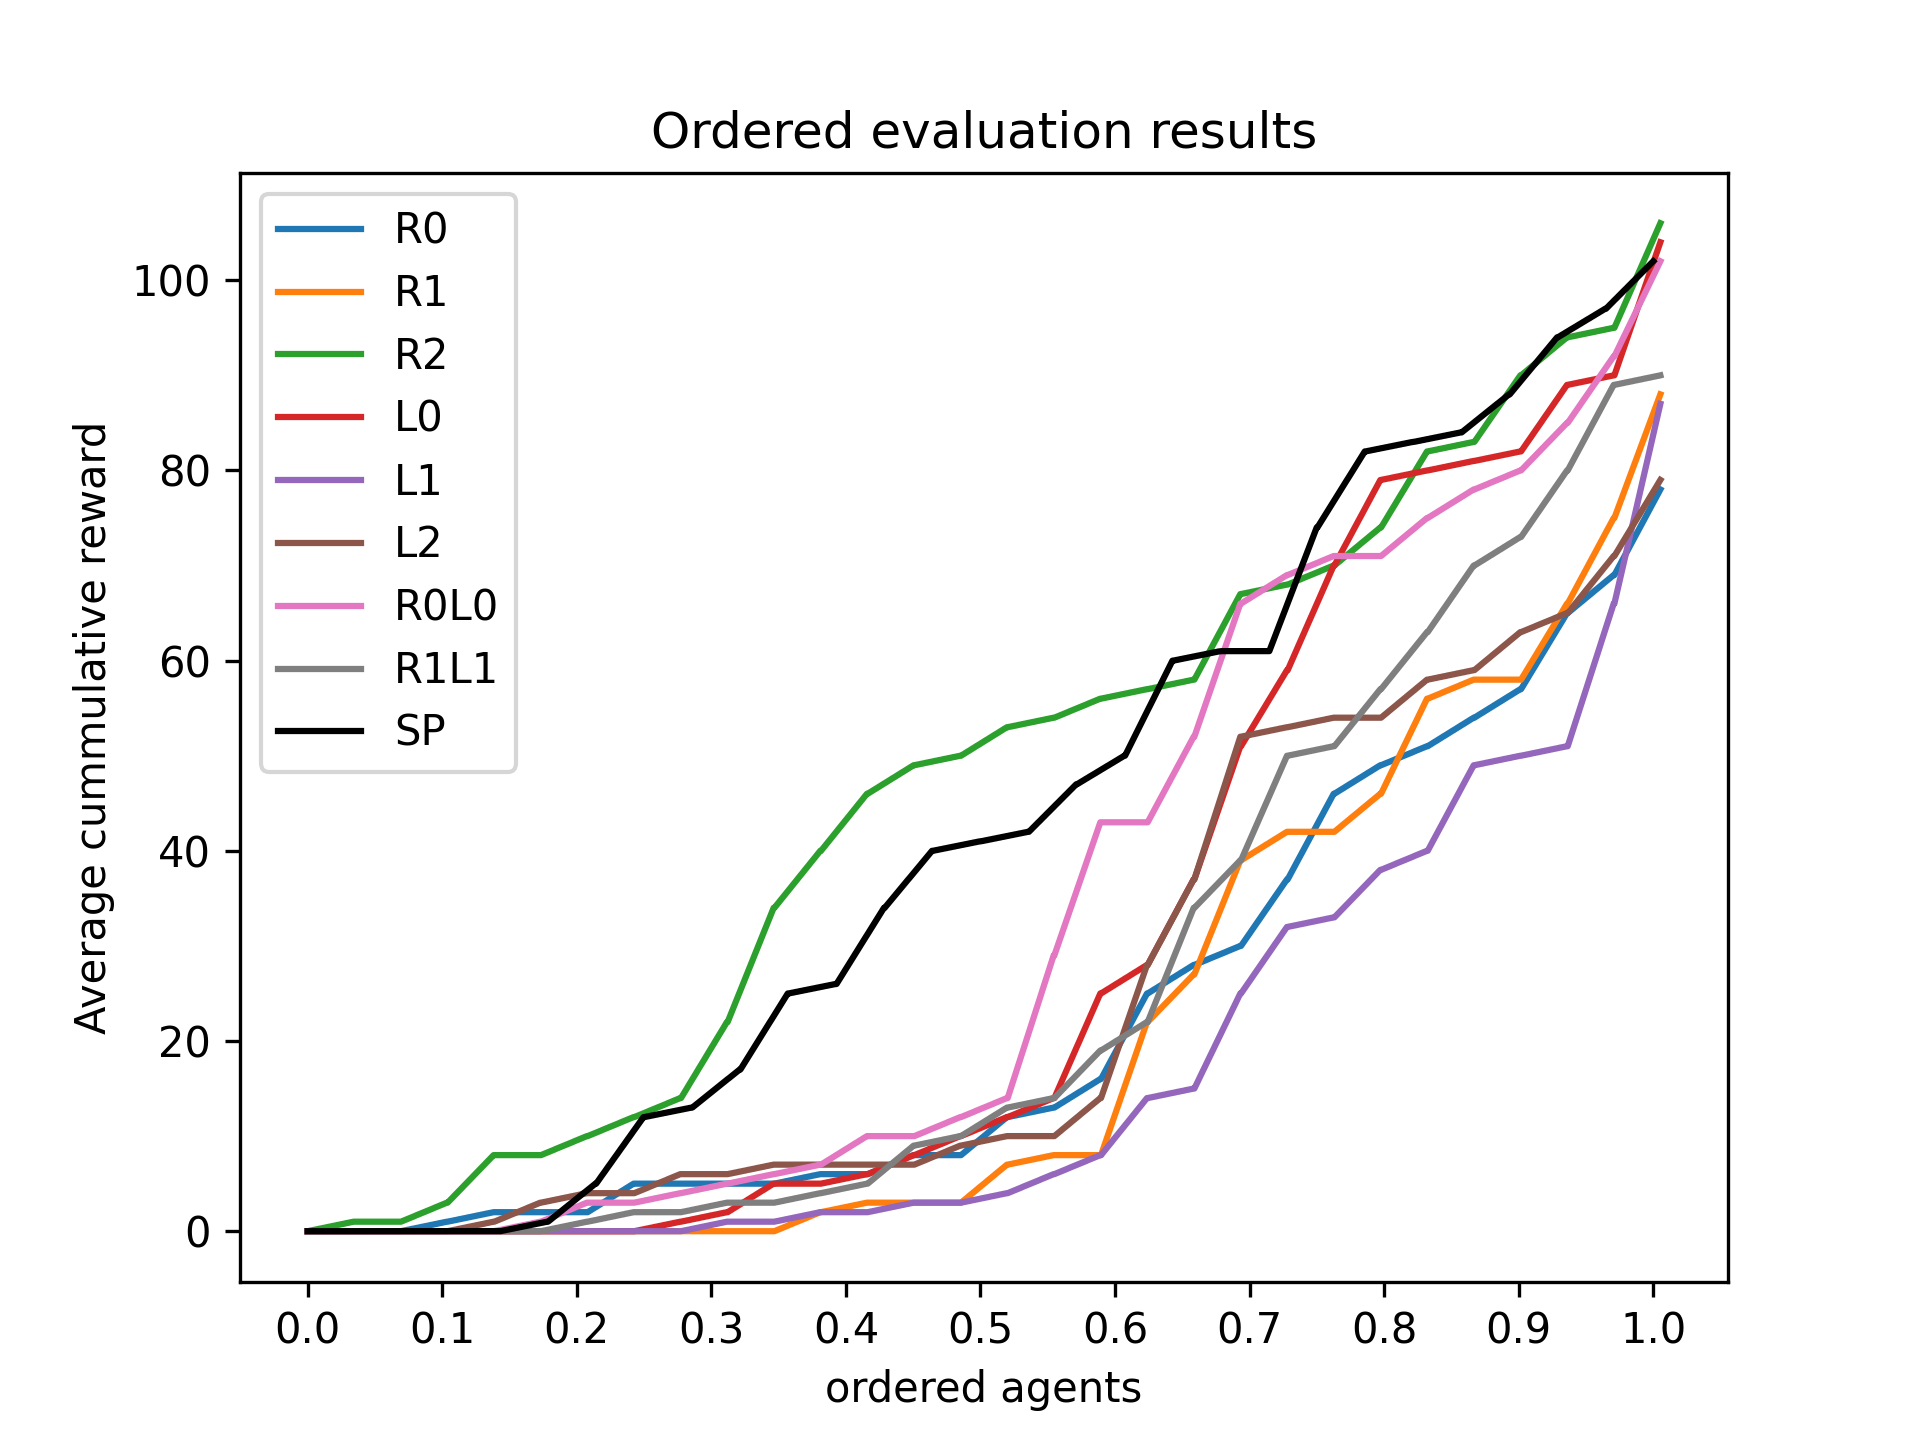 Ordered evaluation results
R0
R1
R2
L0
L1
L2
R0L0
R1L1
SP
Average cummulative reward
100
80
60
40
20
0
0.0 0.1 0.2 0.3 0.4 0.5 0.6 0.7 0.8 0.9 1.0
ordered agents